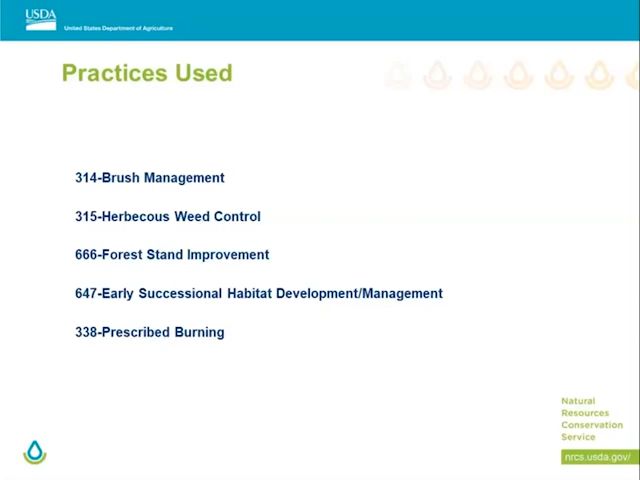 USDA
United States Department of Agriculture
Practices Used
314-Brush Management
315-Herbecous Weed Control
666-Forest Stand Improvement
647-Early Successional Habitat Development/Management
338-Prescribed Burning
Natural
Resources
Conservation
Service
nrcs.usda.gov/